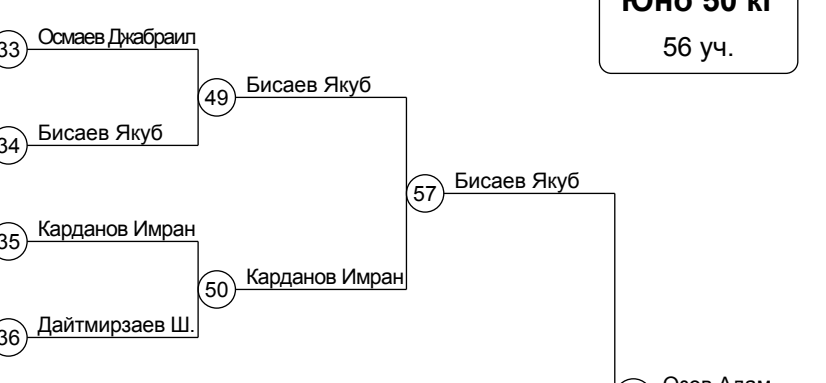 Юно 50 кг
56 уч.
33 Осмаев Джабраил
49 Бисаев Якуб
34 Бисаев Якуб
57 Бисаев Якуб
35 Карданов Имран
50 Карданов Имран
36 Дайтмирзаев Ш.